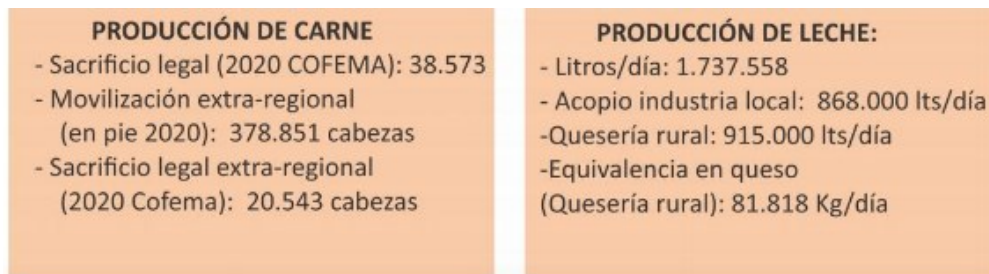 PRODUCCIÓN DE CARNE
- Sacrificio legal (2020 COFEMA): 38.573
- Movilización extra-regional
(en pie 2020): 378.851 cabezas
- Sacrificio legal extra-regional
(2020 Cofema): 20.543 cabezas
PRODUCCIÓN DE LECHE:
- Litros/día: 1.737.558
- Acopio industria local: 868.000 lts/día
-Quesería rural: 915.000 lts/día
-Equivalencia en queso
(Quesería rural): 81.818 Kg/día